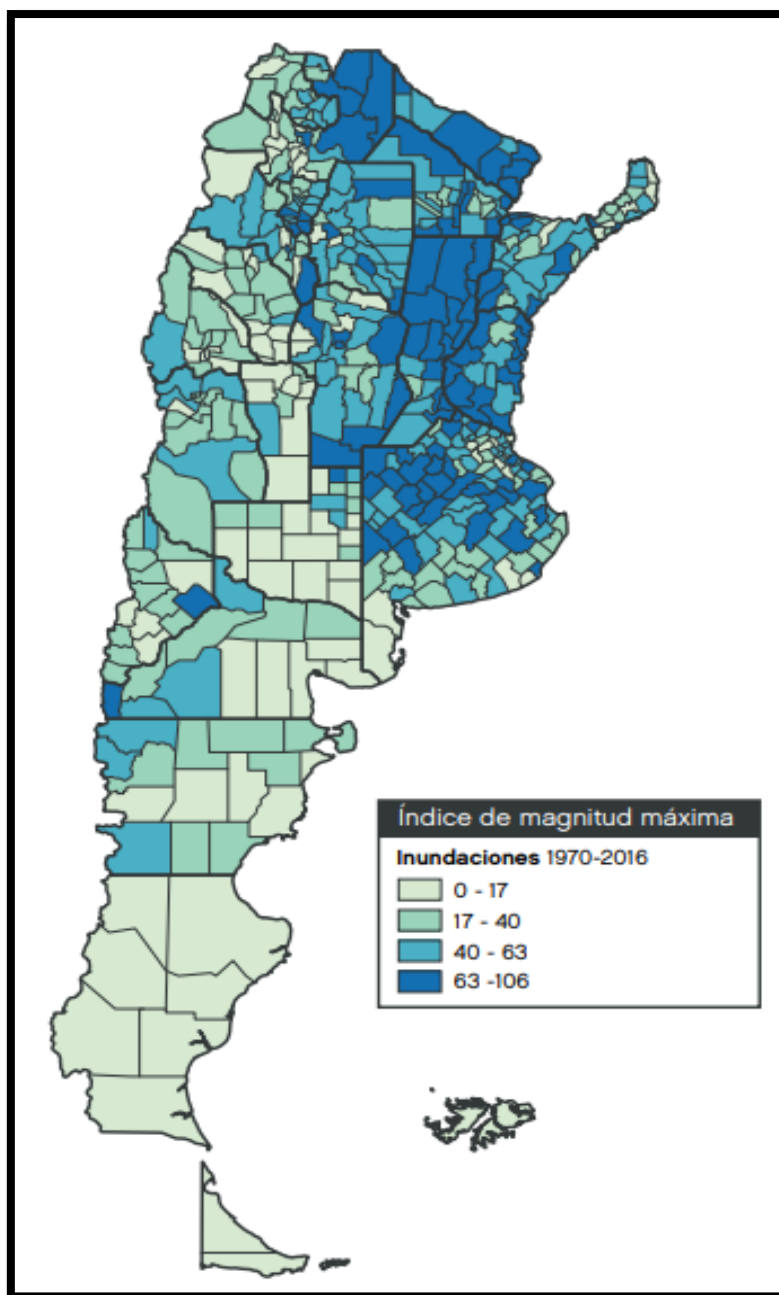 Índice de magnitud máxima
Inundaciones 1970-2016
0 - 17
17 - 40
40 - 63
63 -106